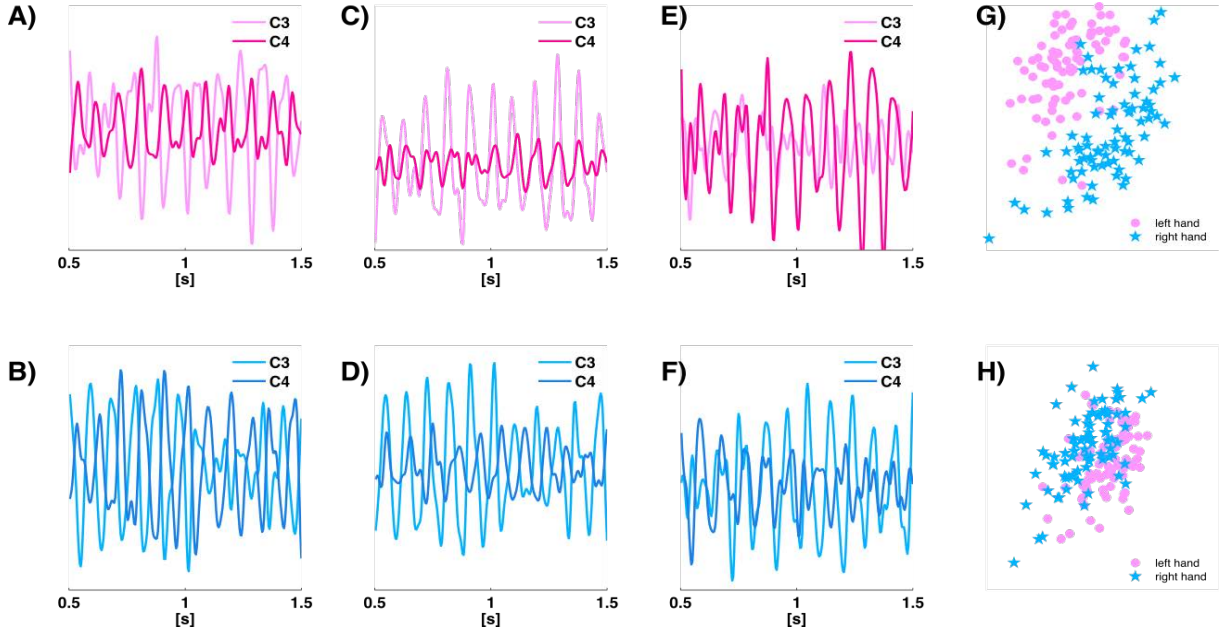 A)
C3
C4
0.5 1 1.5
[s]
C)
C3
C4
0.5 1 1.5
[s]
E)
C3
C4
0.5 1 1.5
[s]
G)
left hand
right hand
B)
C3
C4
0.5 1 1.5
[s]
D)
C3
C4
0.5 1 1.5
[s]
F)
C3
C4
0.5 1 1.5
[s]
H)
left hand
right hand